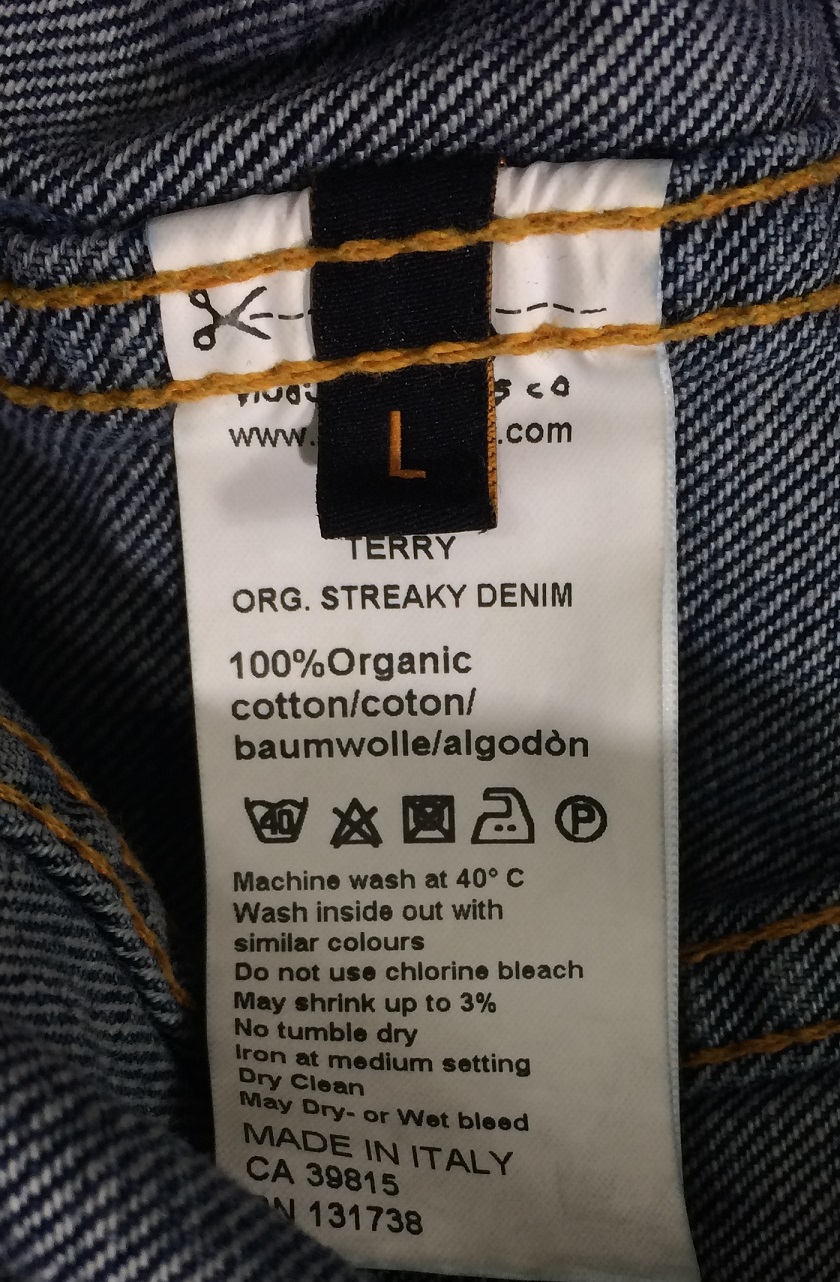 www. .com
L
TERRY
ORG. STREAKY DENIM
100%Organic
cotton/coton/
baumwolle/algodòn
40 P
Machine wash at 40° C
Wash inside out with
similar colours
Do not use chlorine bleach
May shrink up to 3%
No tumble dry
Iron at medium setting
Dry Clean
May Dry- or Wet bleed
MADE IN ITALY
CA 39815
131738